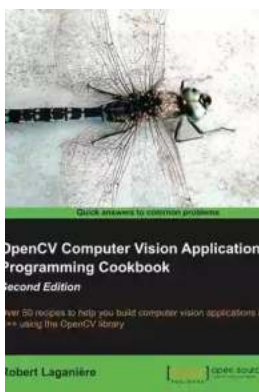 Quick answers to common problems
OpenCV Computer Vision Application
Programming Cookbook
Second Edition
Over 50 recipes to help you build computer vision applications
C++ using the OpenCV library
Robert Laganière
[ ] open source